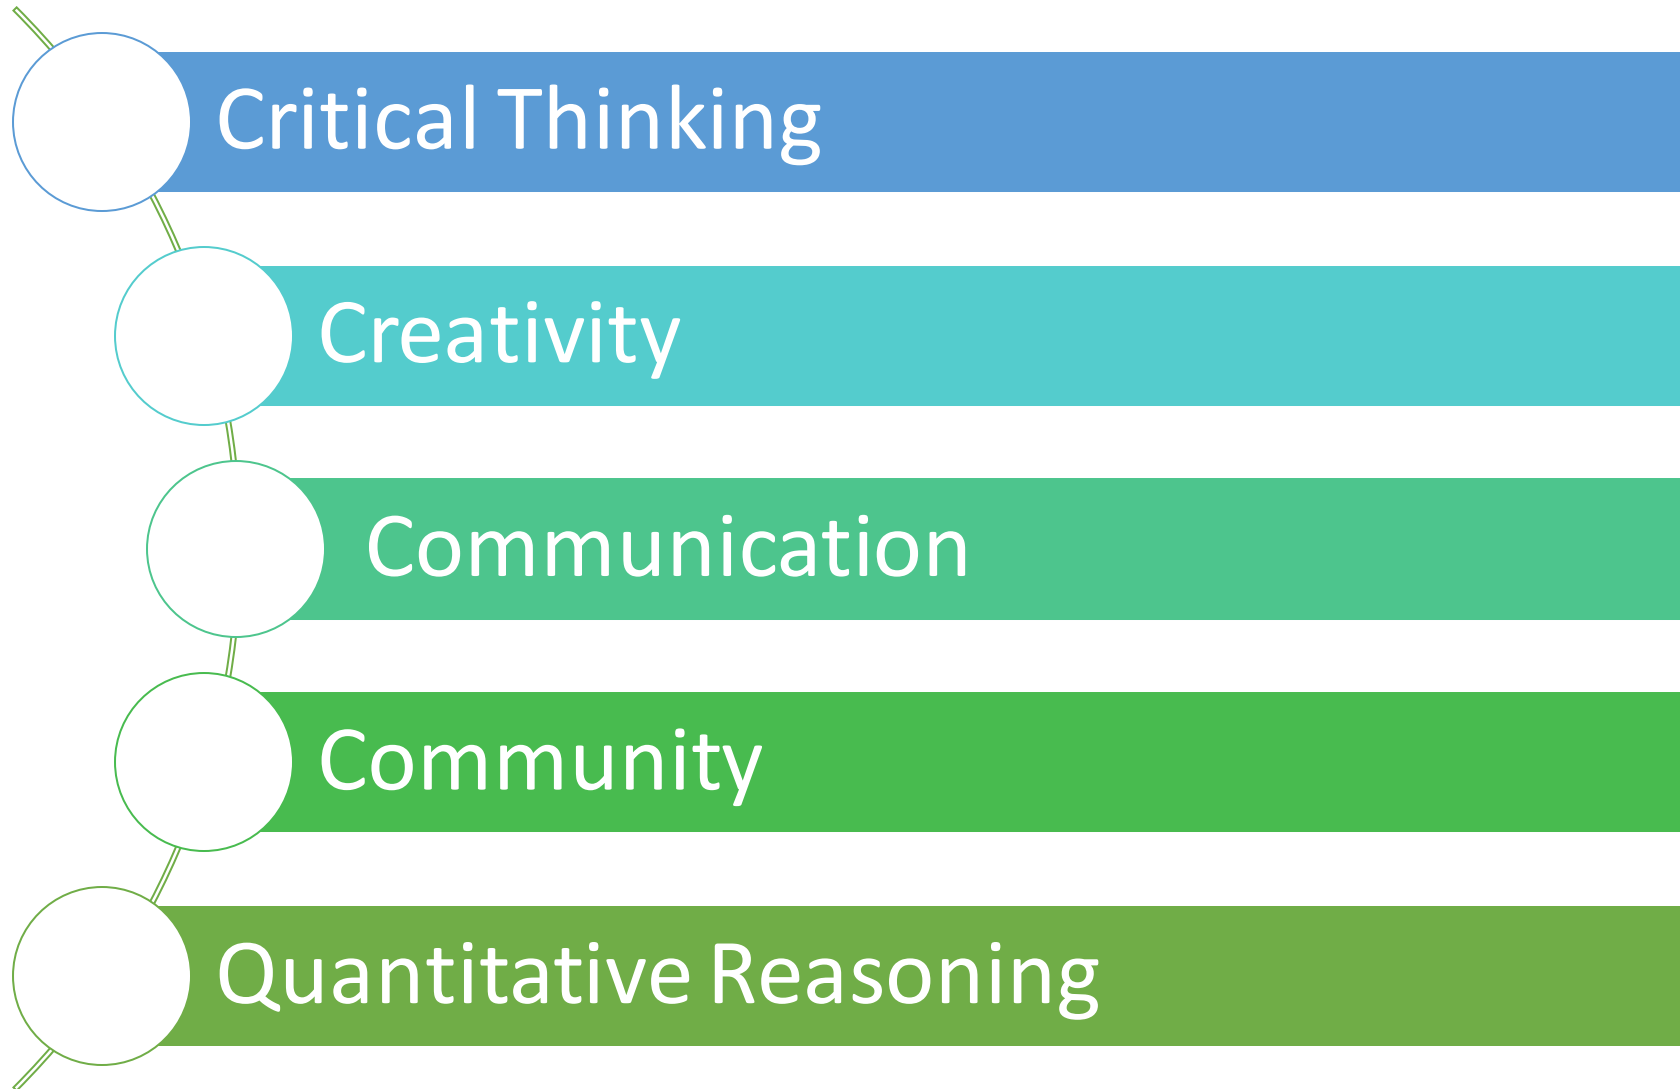 Critical Thinking
Creativity
Communication
Community
Quantitative Reasoning